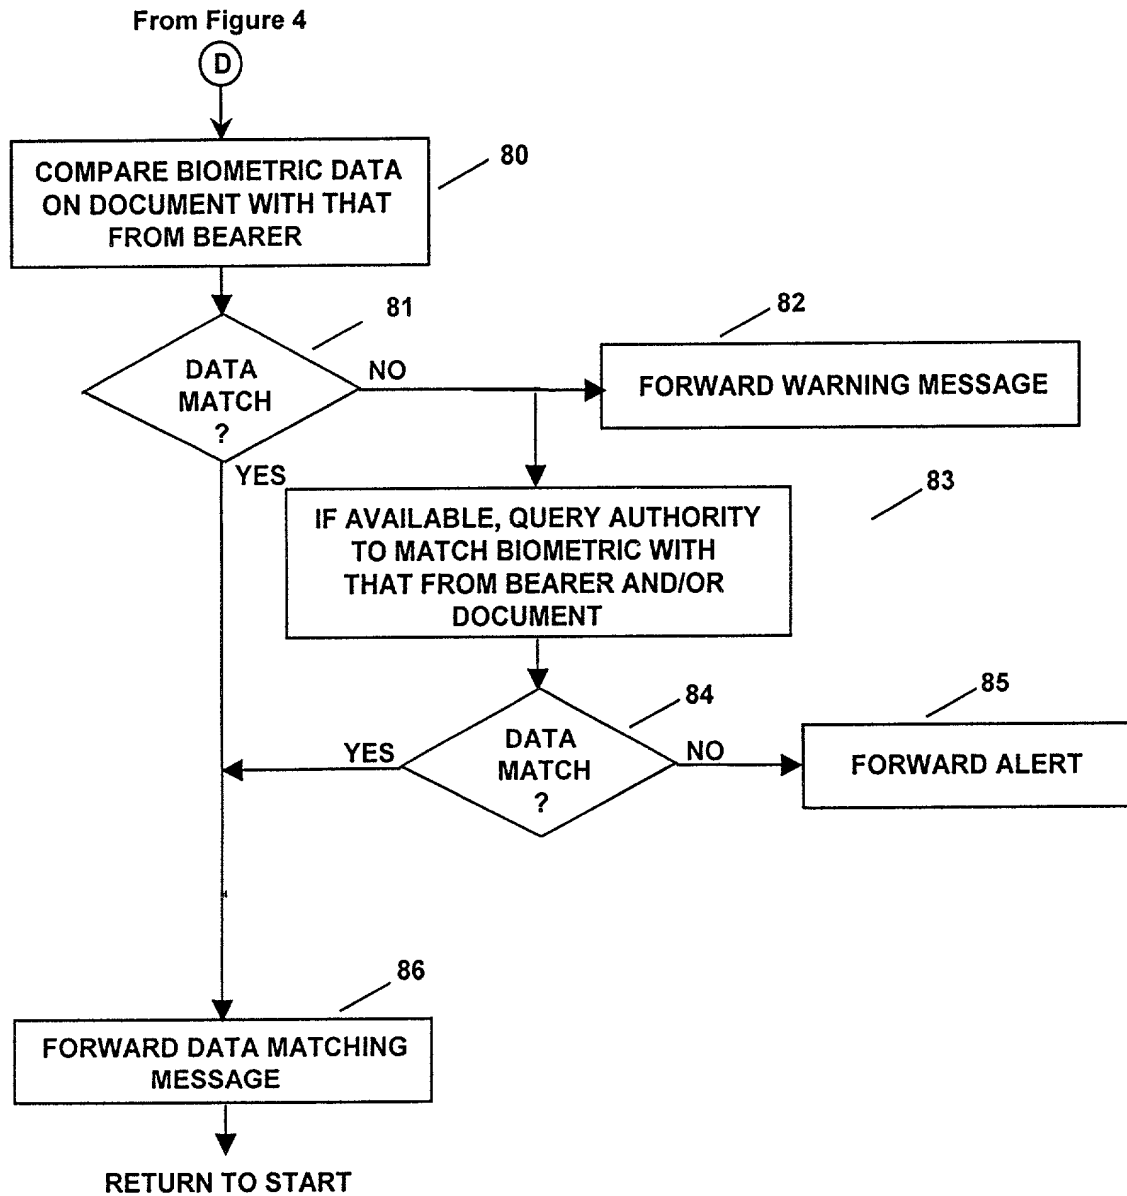 From Figure 4
D
COMPARE BIOMETRIC DATA
ON DOCUMENT WITH THAT
FROM BEARER
80
81
DATA
MATCH
?
NO
YES
82
FORWARD WARNING MESSAGE
83
IF AVAILABLE, QUERY AUTHORITY
TO MATCH BIOMETRIC WITH
THAT FROM BEARER AND/OR
DOCUMENT
84
DATA
MATCH
?
YES
NO
85
FORWARD ALERT
86
FORWARD DATA MATCHING
MESSAGE
RETURN TO START